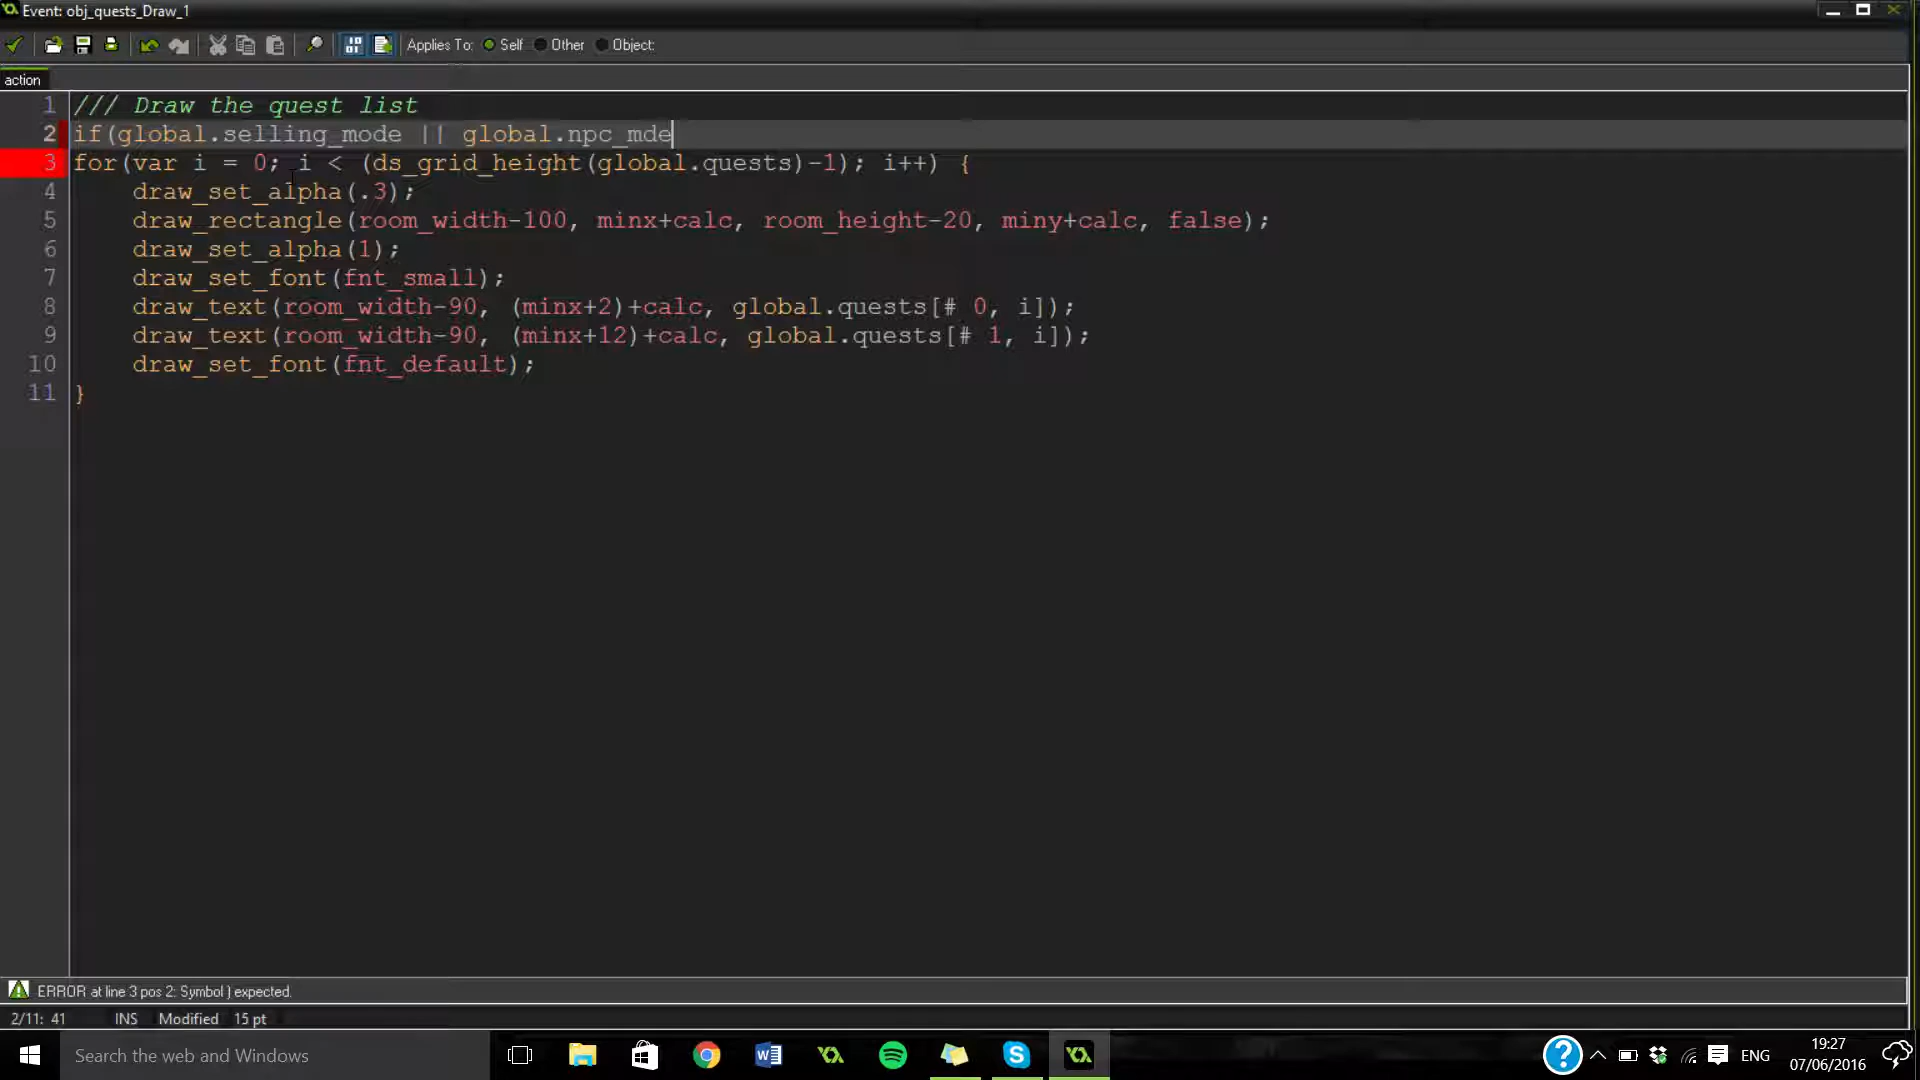 Event: obj_quests_Draw_1
Applies To: Self Other Object:
action
1 /// Draw the quest list
2 if(global.selling_mode || global.npc_mde
3 for(var i = 0; i < (ds_grid_height(global.quests)-1); i++) {
4 draw_set_alpha(.3);
5 draw_rectangle(room_width-100, minx+calc, room_height-20, miny+calc, false);
6 draw_set_alpha(1);
7 draw_set_font(fnt_small);
8 draw_text(room_width-90, (minx+2)+calc, global.quests[# 0, i]);
9 draw_text(room_width-90, (minx+12)+calc, global.quests[# 1, i]);
10 draw_set_font(fnt_default);
11 }
ERROR at line 3 pos 2: Symbol ) expected.
2/11: 41 INS Modified 15 pt
Search the web and Windows
ENG
19:27
07/06/2016